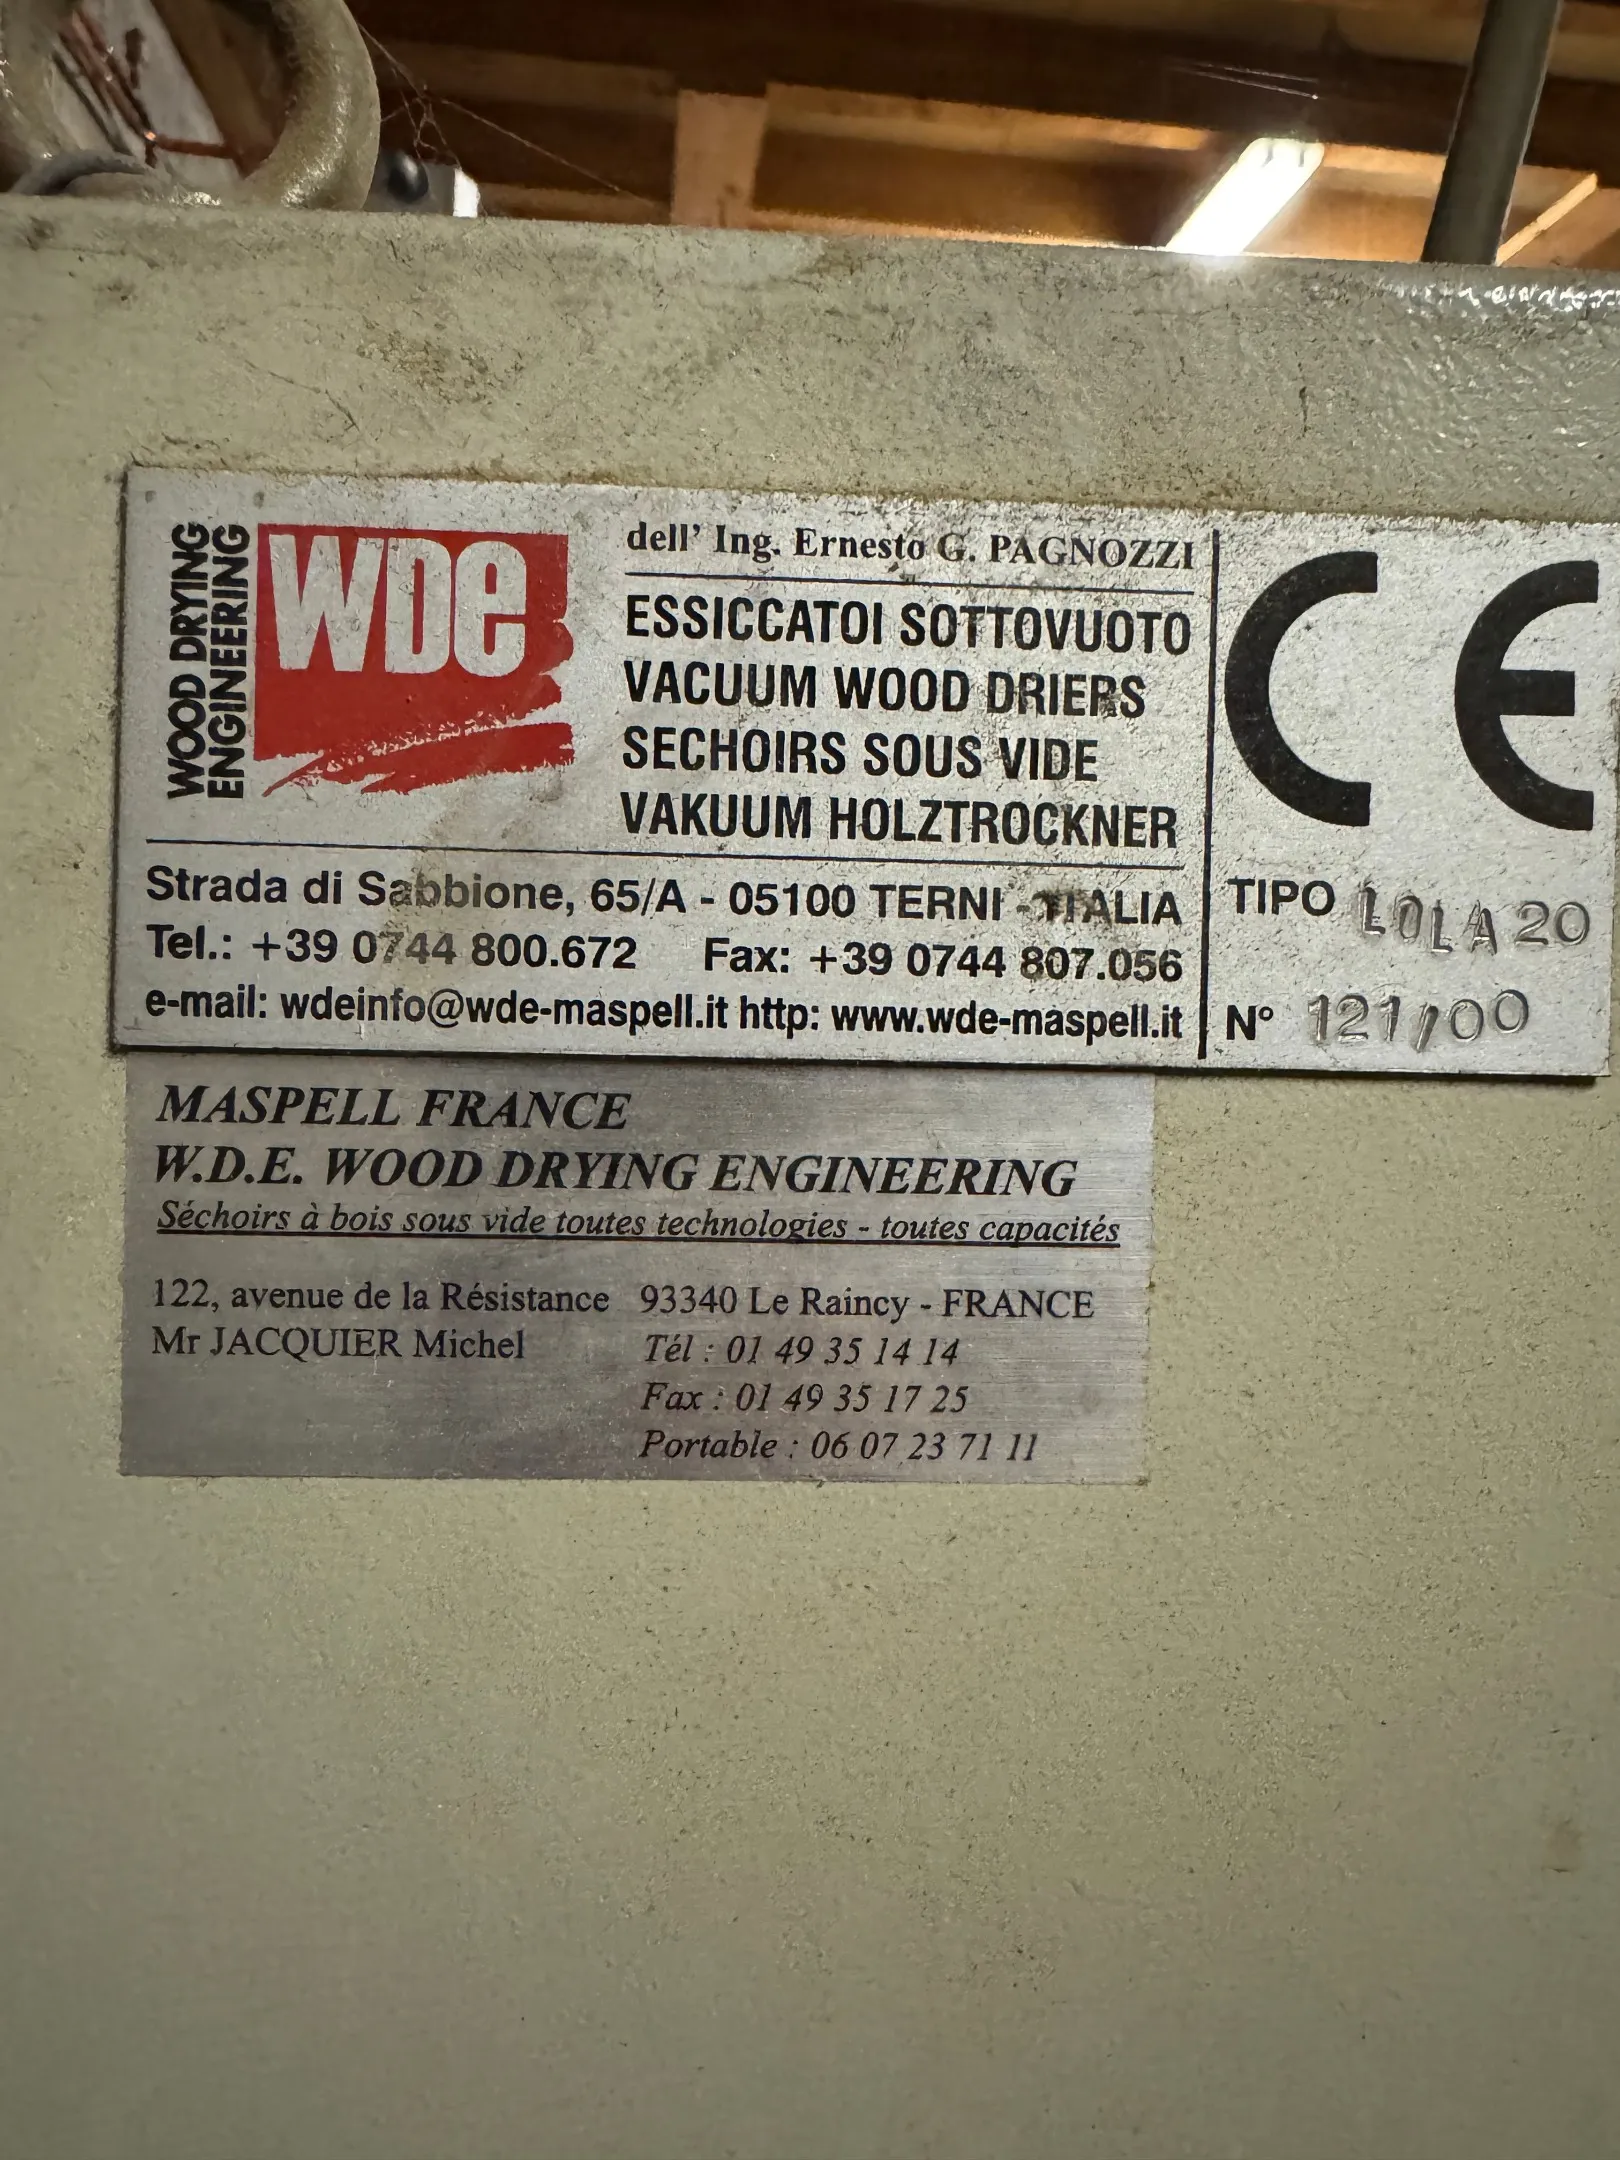 WOOD DRYING
ENGINEERING
WDe
dell' Ing. Ernesto G. PAGNOZZI
ESSICCATOI SOTTOVUOTO
VACUUM WOOD DRIERS
SECHOIRS SOUS VIDE
VAKUUM HOLZTROCKNER
Strada di Sabbione, 65/A - 05100 TERNI - ITALIA
Tel.: +39 0744 800.672 Fax: +39 0744 807.056
e-mail: wdeinfo@wde-maspell.it http: www.wde-maspell.it
CE
TIPO LOLA 20
N° 121/00
MASPELL FRANCE
W.D.E. WOOD DRYING ENGINEERING
Séchoirs à bois sous vide toutes technologies - toutes capacités
122, avenue de la Résistance 93340 Le Raincy - FRANCE
Mr JACQUIER Michel Tél : 01 49 35 14 14
Fax : 01 49 35 17 25
Portable : 06 07 23 71 11